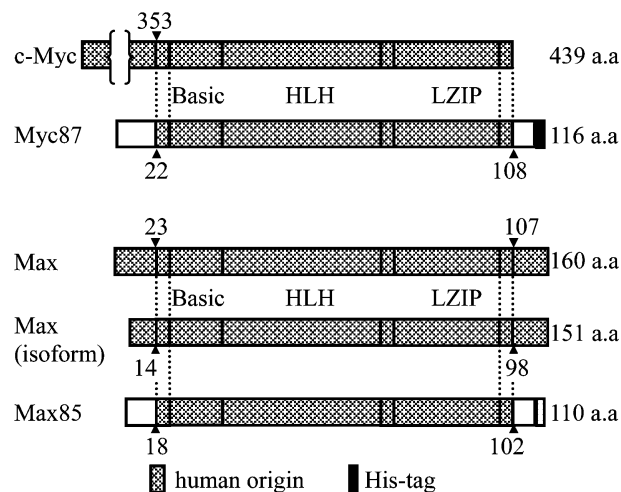 353
c-Myc 439 a.a
Basic HLH LZIP
Myc87 116 a.a
22 108
23 107
Max 160 a.a
Basic HLH LZIP
Max 151 a.a
(isoform)
14 98
Max85 110 a.a
18 102
human origin His-tag